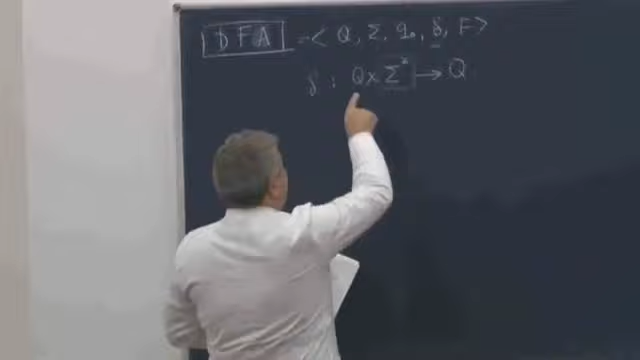 DFA = < Q, Σ, q₀, δ, F >
δ : Q × Σ* → Q